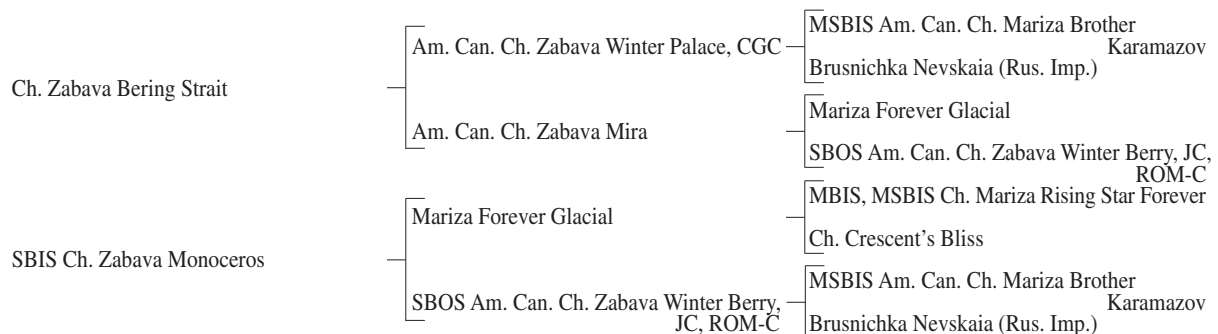 MSBIS Am. Can. Ch. Mariza Brother
Karamazov
Am. Can. Ch. Zabava Winter Palace, CGC
Brusnichka Nevskaia (Rus. Imp.)
Ch. Zabava Bering Strait
Mariza Forever Glacial
Am. Can. Ch. Zabava Mira
SBOS Am. Can. Ch. Zabava Winter Berry, JC,
ROM-C
MBIS, MSBIS Ch. Mariza Rising Star Forever
Mariza Forever Glacial
Ch. Crescent's Bliss
SBIS Ch. Zabava Monoceros
MSBIS Am. Can. Ch. Mariza Brother
Karamazov
SBOS Am. Can. Ch. Zabava Winter Berry,
JC, ROM-C
Brusnichka Nevskaia (Rus. Imp.)